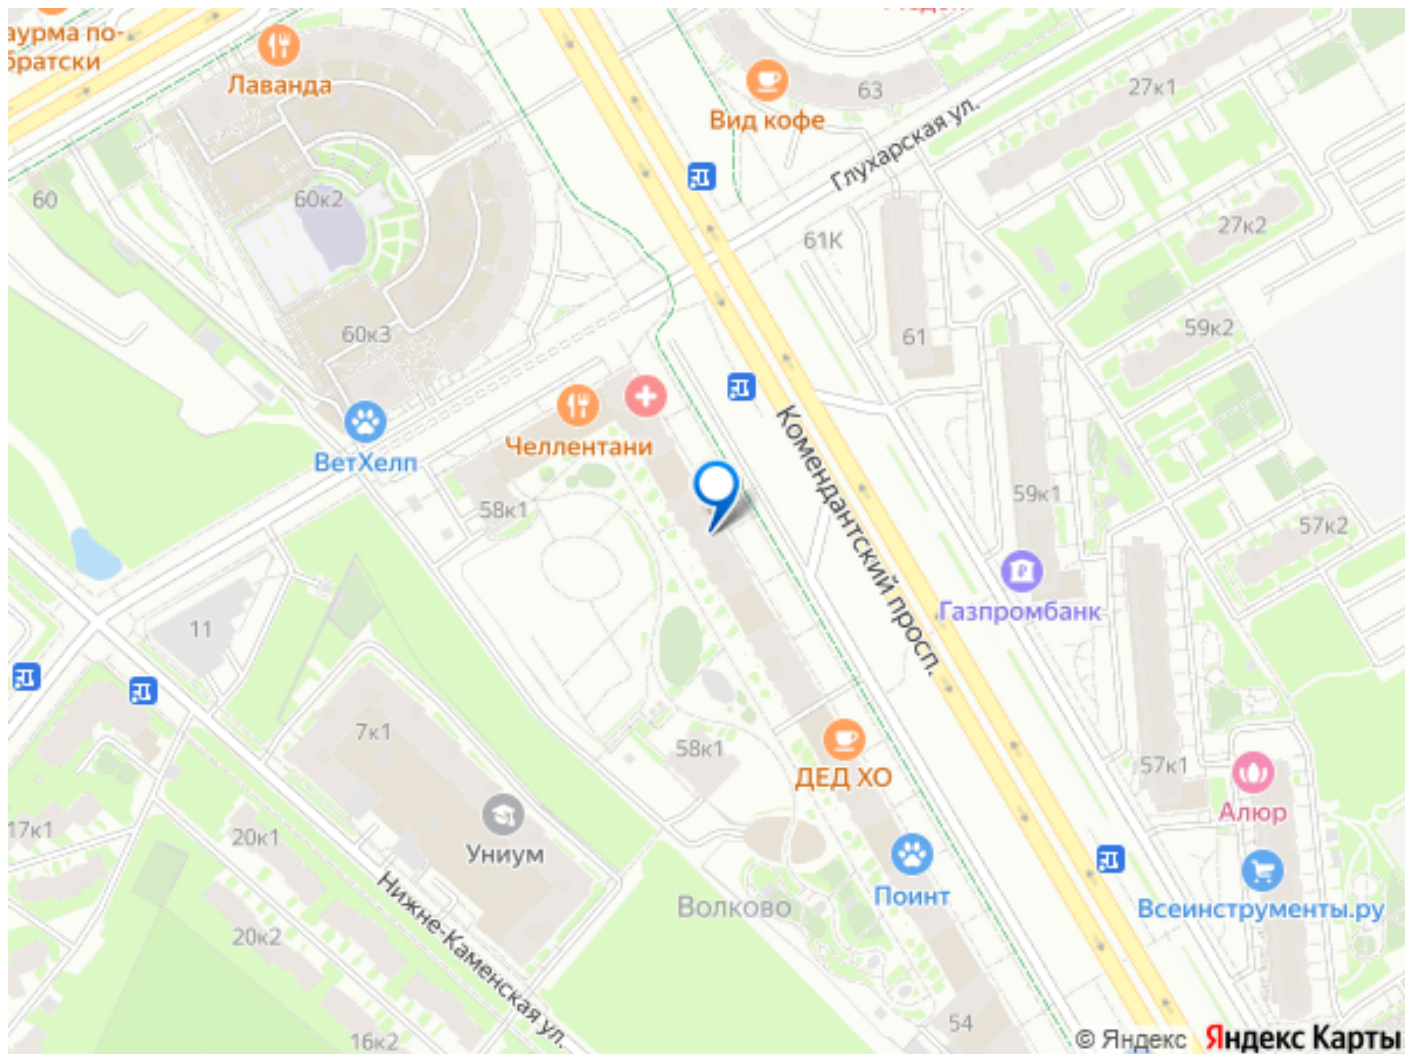 аурма по-
братски
Лаванда
Вид кофе
63
27к1
Глухарская ул.
60
60к2
61К
27к2
60к3
61
59к2
Челлентани
ВетХелп
58к1
Комендантский просп.
59к1
57к2
Газпромбанк
11
7к1
58к1
ДЕД ХО
57к1
Алюр
17к1
20к1
Униум
Поинт
Всеинструменты.ру
Волково
Нижне-Каменская ул.
20к2
16к2
54
© Яндекс Яндекс Карты